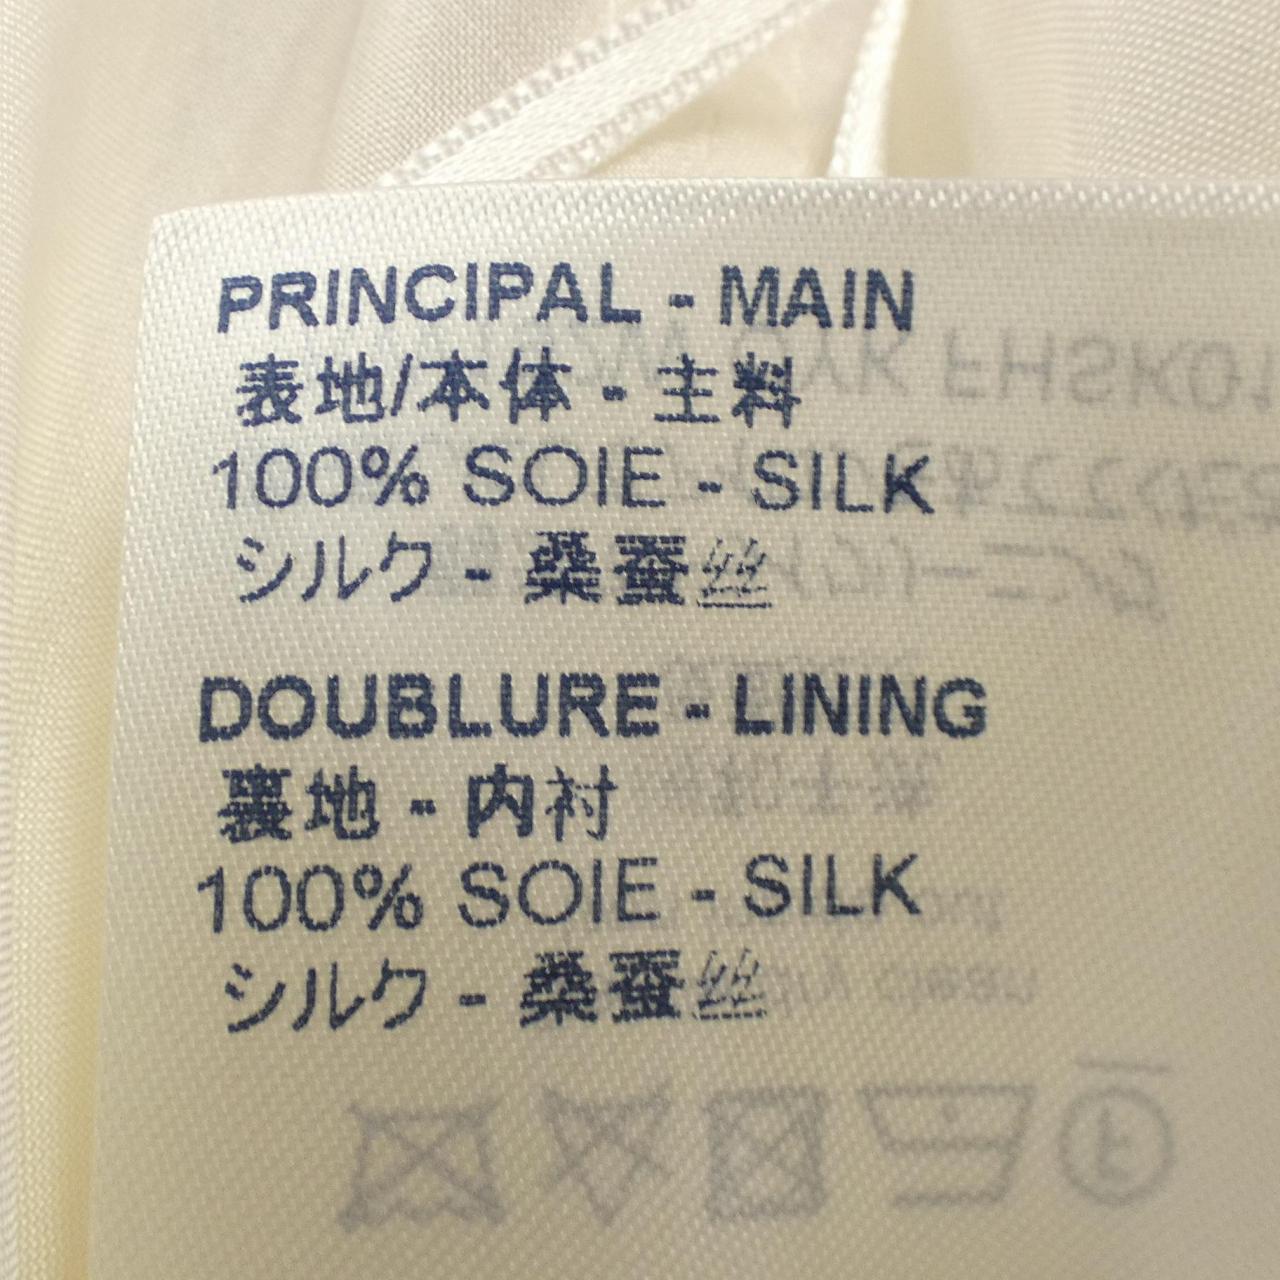 PRINCIPAL - MAIN
表地/本体 - 主料
100% SOIE - SILK
シルク - 桑蚕丝
DOUBLURE - LINING
裏地 - 内衬
100% SOIE - SILK
シルク - 桑蚕丝